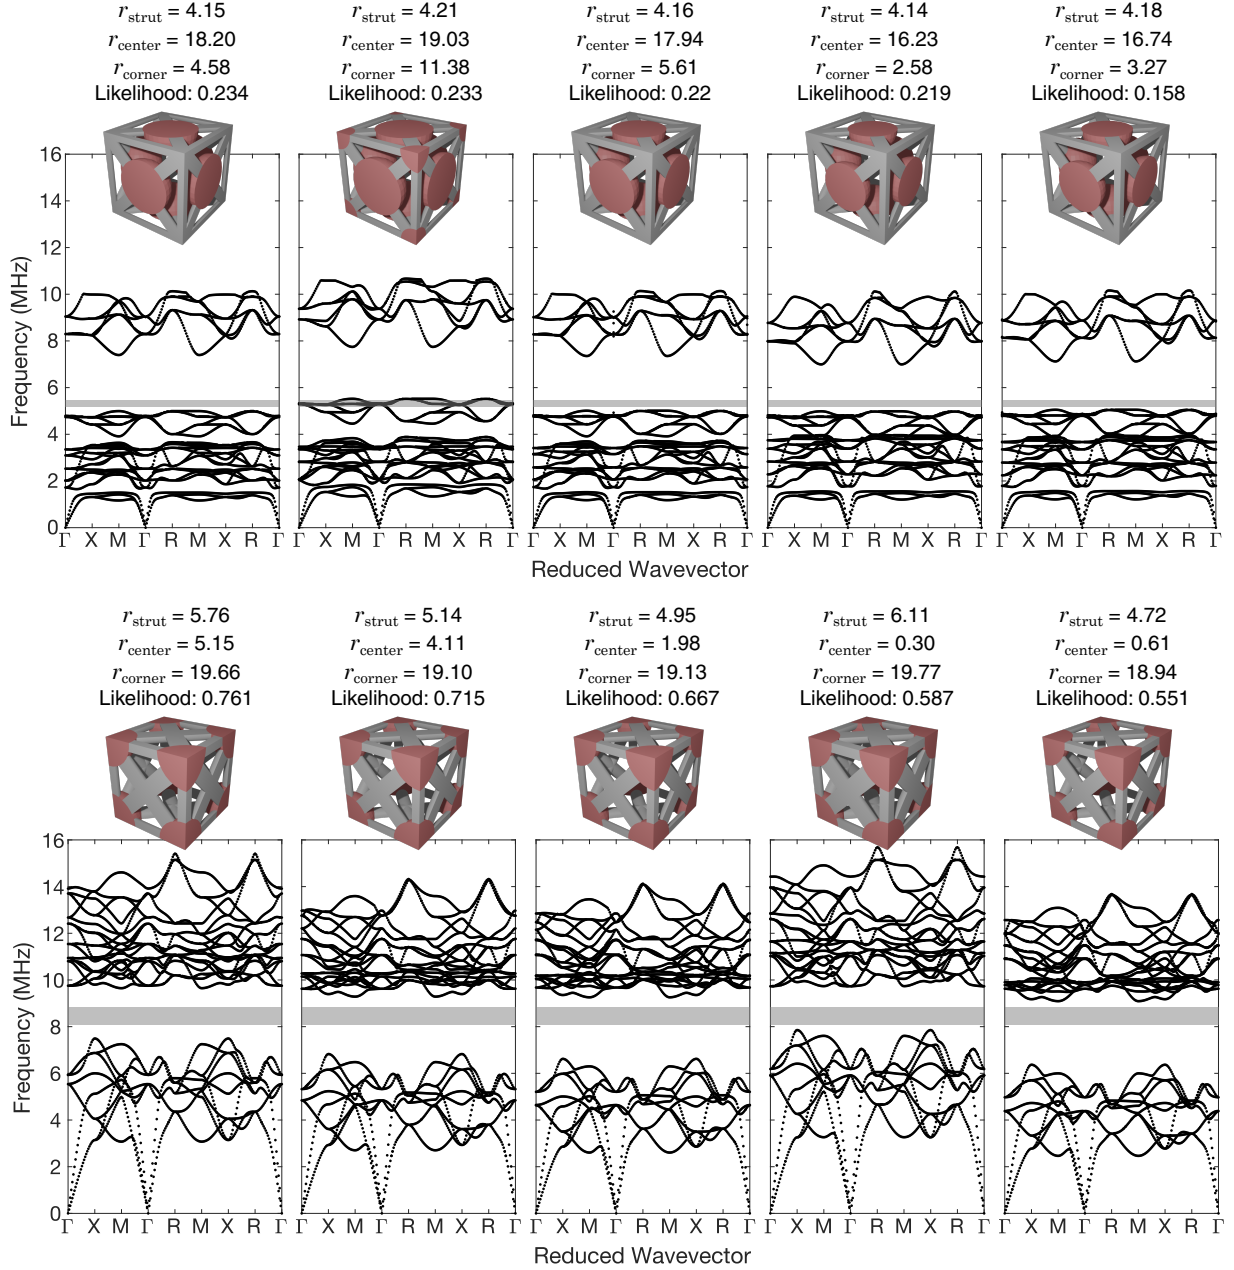 r_strut = 4.15
r_center = 18.20
r_corner = 4.58
Likelihood: 0.234
r_strut = 4.21
r_center = 19.03
r_corner = 11.38
Likelihood: 0.233
r_strut = 4.16
r_center = 17.94
r_corner = 5.61
Likelihood: 0.22
r_strut = 4.14
r_center = 16.23
r_corner = 2.58
Likelihood: 0.219
r_strut = 4.18
r_center = 16.74
r_corner = 3.27
Likelihood: 0.158
Frequency (MHz)
16
14
12
10
8
6
4
2
0
Γ X M Γ R M X R Γ
X M Γ R M X R Γ
X M Γ R M X R Γ
X M Γ R M X R Γ
X M Γ R M X R Γ
Reduced Wavevector
r_strut = 5.76
r_center = 5.15
r_corner = 19.66
Likelihood: 0.761
r_strut = 5.14
r_center = 4.11
r_corner = 19.10
Likelihood: 0.715
r_strut = 4.95
r_center = 1.98
r_corner = 19.13
Likelihood: 0.667
r_strut = 6.11
r_center = 0.30
r_corner = 19.77
Likelihood: 0.587
r_strut = 4.72
r_center = 0.61
r_corner = 18.94
Likelihood: 0.551
Frequency (MHz)
16
14
12
10
8
6
4
2
0
Γ X M Γ R M X R Γ
Γ X M Γ R M X R Γ
Γ X M Γ R M X R Γ
Γ X M Γ R M X R Γ
Γ X M Γ R M X R Γ
Reduced Wavevector